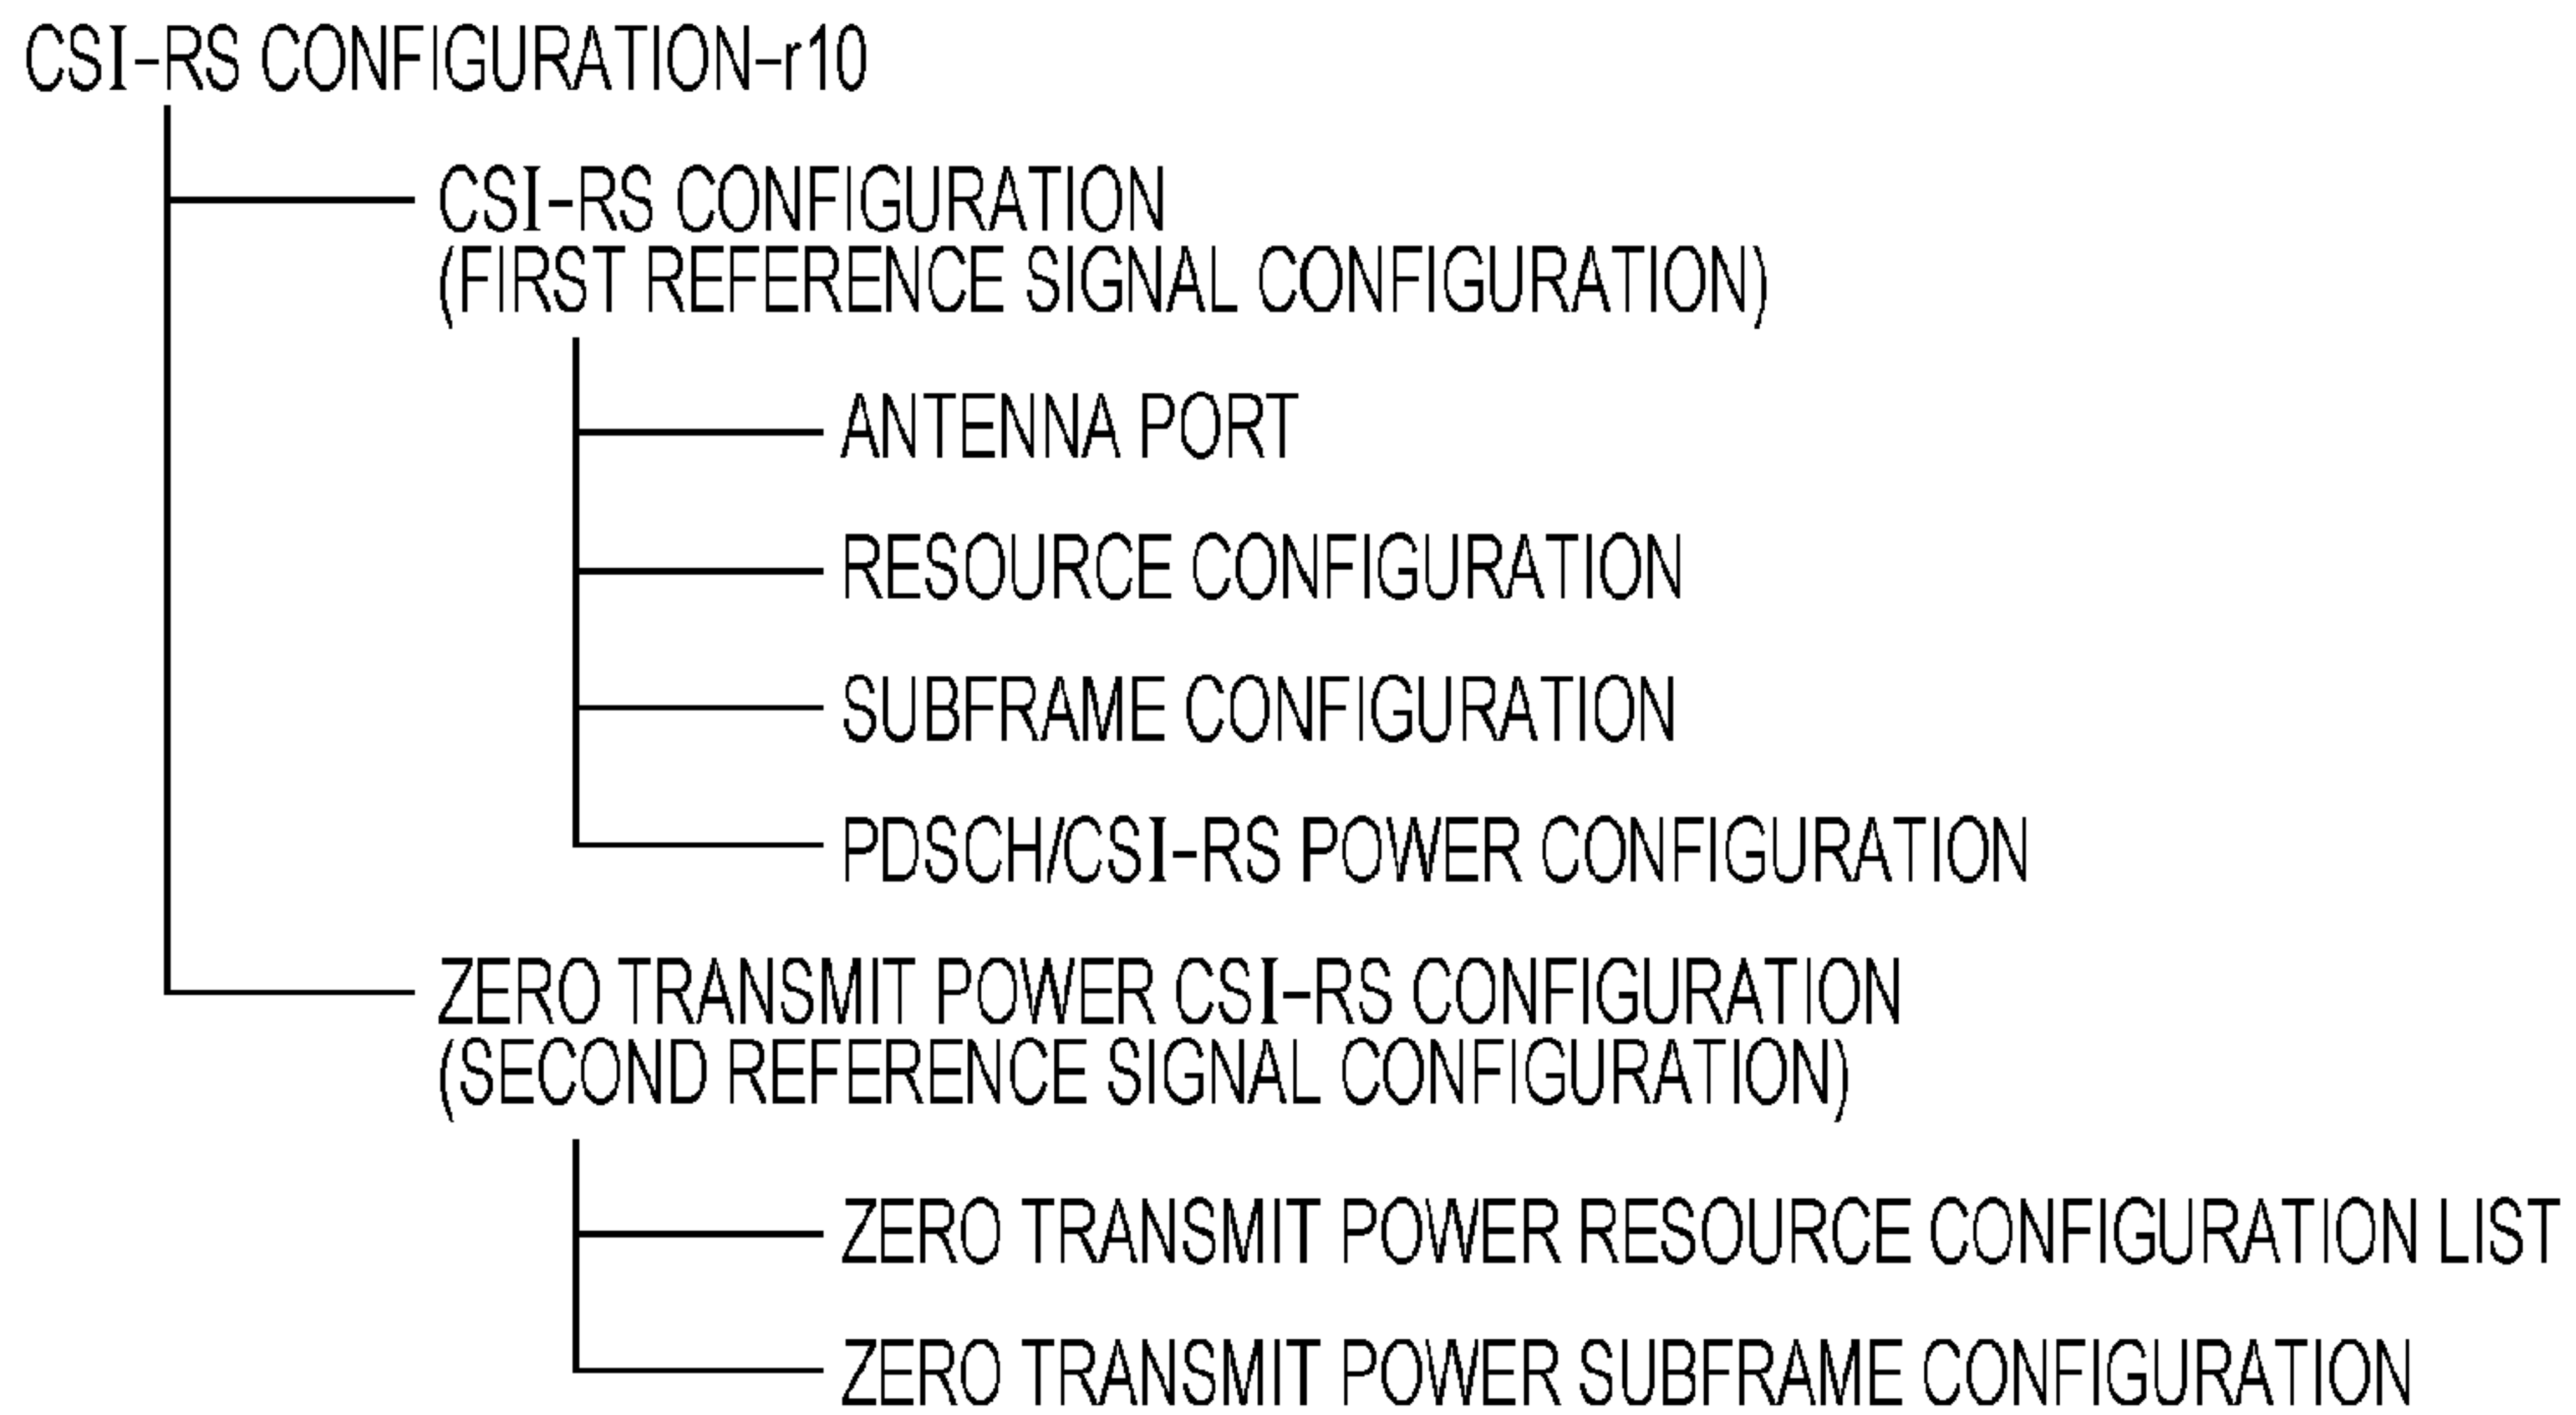 CSI-RS CONFIGURATION-r10
CSI-RS CONFIGURATION
(FIRST REFERENCE SIGNAL CONFIGURATION)
ANTENNA PORT
RESOURCE CONFIGURATION
SUBFRAME CONFIGURATION
PDSCH/CSI-RS POWER CONFIGURATION
ZERO TRANSMIT POWER CSI-RS CONFIGURATION
(SECOND REFERENCE SIGNAL CONFIGURATION)
ZERO TRANSMIT POWER RESOURCE CONFIGURATION LIST
ZERO TRANSMIT POWER SUBFRAME CONFIGURATION